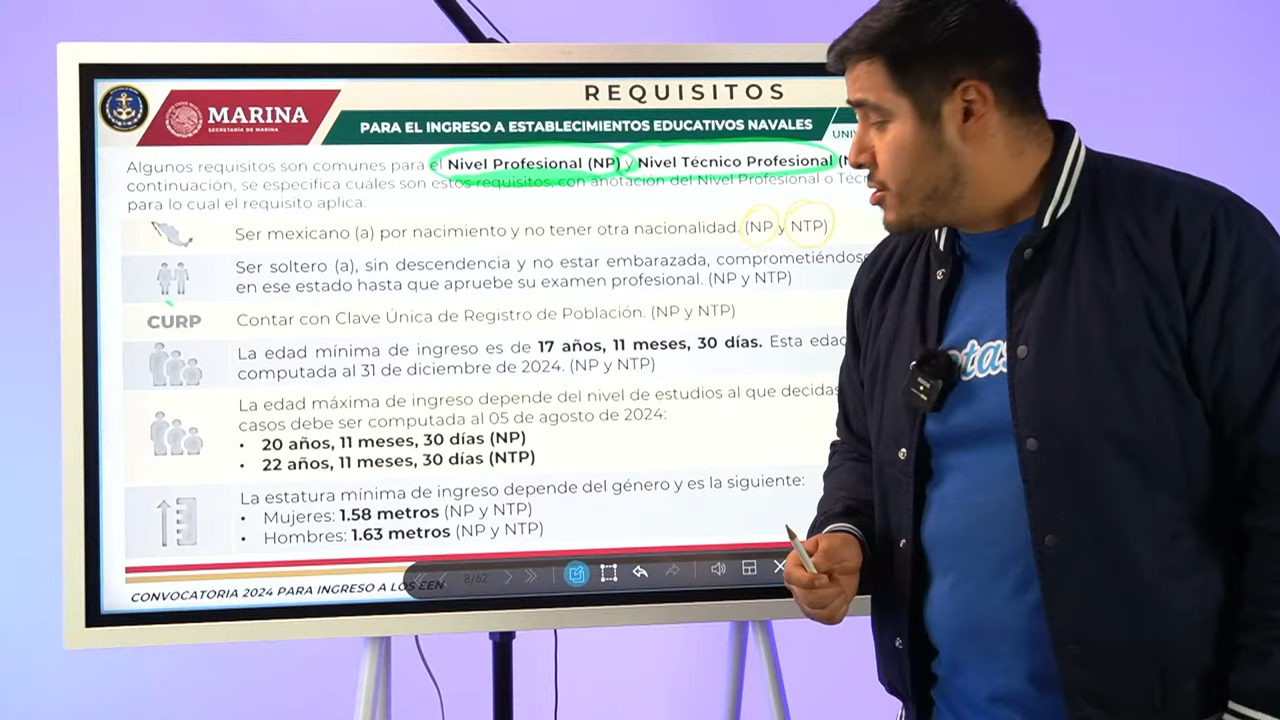 REQUISITOS
MARINA
SECRETARÍA DE MARINA
PARA EL INGRESO A ESTABLECIMIENTOS EDUCATIVOS NAVALES
Algunos requisitos son comunes para el Nivel Profesional (NP) y Nivel Técnico Profesional
continuación, se especifica cuáles son estos requisitos, con anotación del Nivel Profesional o
para lo cual el requisito aplica:
Ser mexicano (a) por nacimiento y no tener otra nacionalidad. (NP y NTP)
Ser soltero (a), sin descendencia y no estar embarazada,
en ese estado hasta que apruebe su examen profesional. (NP y NTP)
CURP
Contar con Clave Única de Registro de Población. (NP y NTP)
La edad mínima de ingreso es de 17 años, 11 meses, 30 días. Esta
computada al 31 de diciembre de 2024. (NP y NTP)
La edad máxima de ingreso depende del nivel de estudios al que decidas
casos debe ser computada al 05 de agosto de 2024:
• 20 años, 11 meses, 30 días (NP)
• 22 años, 11 meses, 30 días (NTP)
La estatura mínima de ingreso depende del género y es la siguiente:
• Mujeres: 1.58 metros (NP y NTP)
• Hombres: 1.63 metros (NP y NTP)
8/62
CONVOCATORIA 2024 PARA INGRESO A LOS EEN.